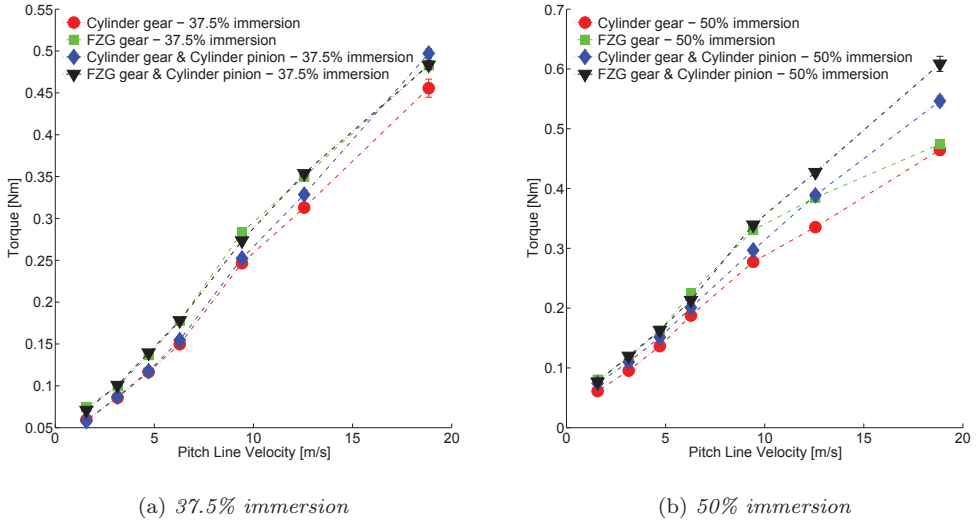 0.55
0.5
0.45
0.4
0.35
0.3
0.25
0.2
0.15
0.1
0.05
0
5
10
15
20
Torque [Nm]
Pitch Line Velocity [m/s]
Cylinder gear − 37.5% immersion
FZG gear − 37.5% immersion
Cylinder gear & Cylinder pinion − 37.5% immersion
FZG gear & Cylinder pinion − 37.5% immersion
(a) 37.5% immersion
0.7
0.6
0.5
0.4
0.3
0.2
0.1
0
0
5
10
15
20
Torque [Nm]
Pitch Line Velocity [m/s]
Cylinder gear − 50% immersion
FZG gear − 50% immersion
Cylinder gear & Cylinder pinion − 50% immersion
FZG gear & Cylinder pinion − 50% immersion
(b) 50% immersion